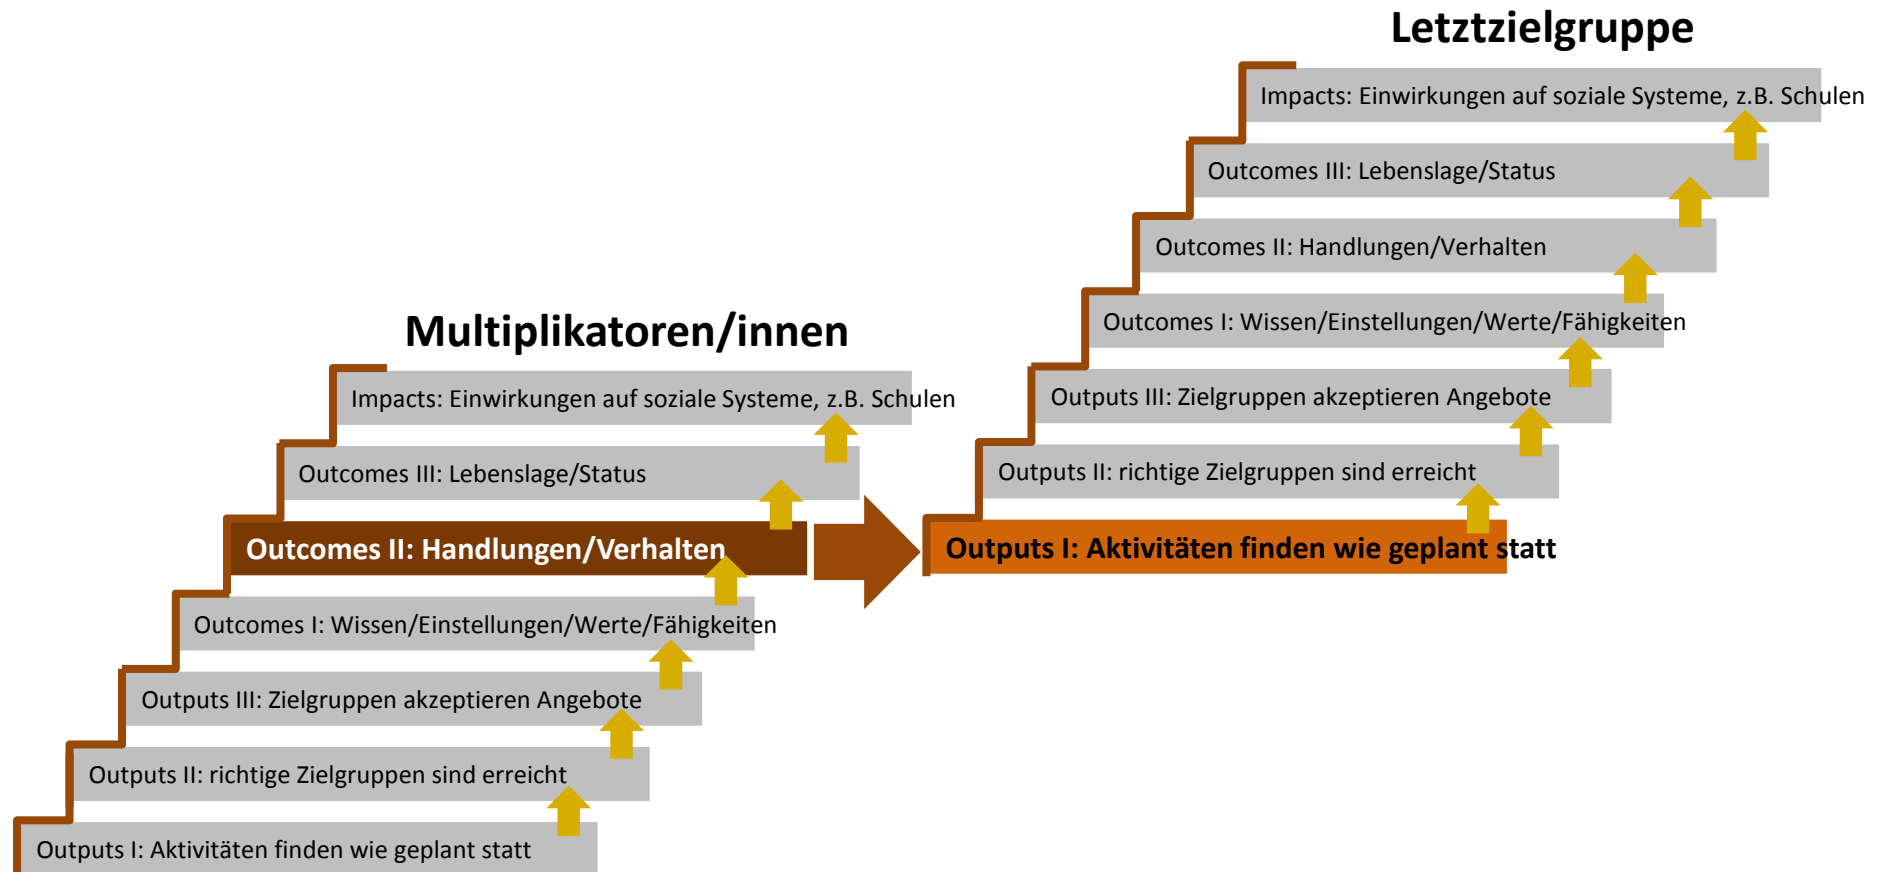 Letztzielgruppe
Impacts: Einwirkungen auf soziale Systeme, z.B. Schulen
Outcomes III: Lebenslage/Status
Outcomes II: Handlungen/Verhalten
Outcomes I: Wissen/Einstellungen/Werte/Fähigkeiten
Outputs III: Zielgruppen akzeptieren Angebote
Outputs II: richtige Zielgruppen sind erreicht
Outputs I: Aktivitäten finden wie geplant statt
Multiplikatoren/innen
Impacts: Einwirkungen auf soziale Systeme, z.B. Schulen
Outcomes III: Lebenslage/Status
Outcomes II: Handlungen/Verhalten
Outcomes I: Wissen/Einstellungen/Werte/Fähigkeiten
Outputs III: Zielgruppen akzeptieren Angebote
Outputs II: richtige Zielgruppen sind erreicht
Outputs I: Aktivitäten finden wie geplant statt